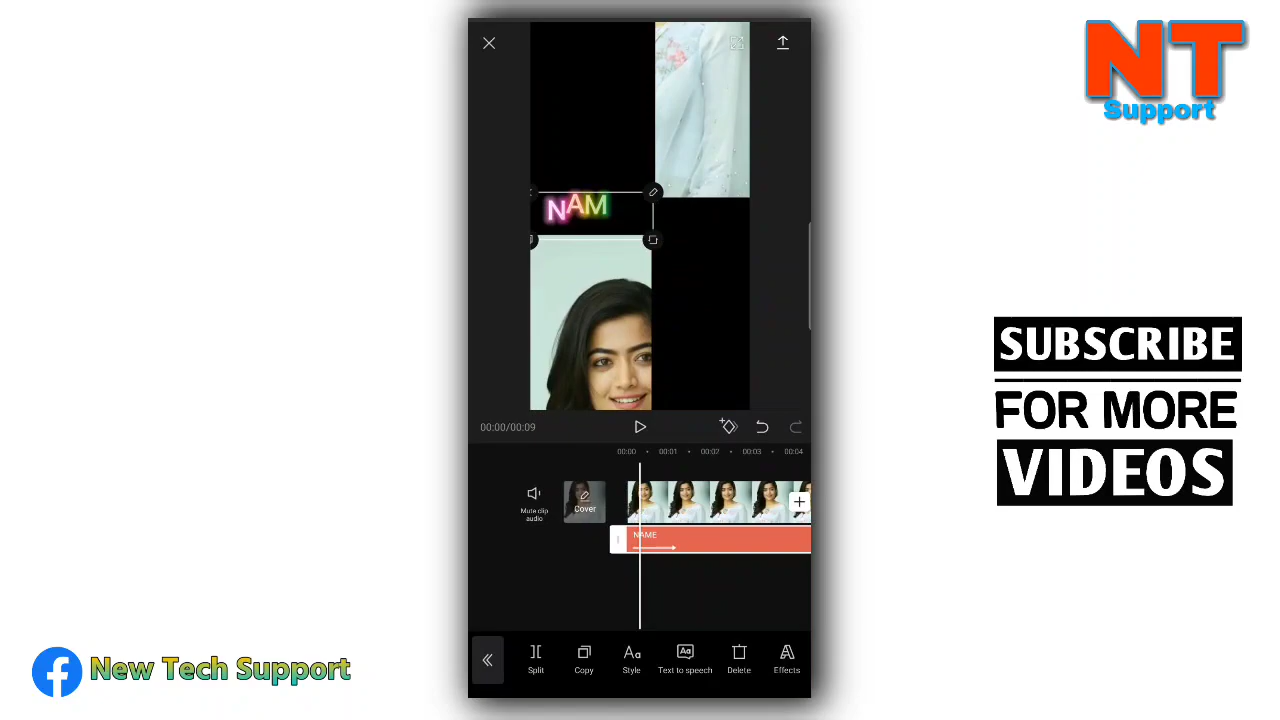 NT
Support
NAM
SUBSCRIBE
FOR MORE
VIDEOS
00:00/00:09
00:00 00:01 00:02 00:03 00:04
Mute clip
audio
Cover
NAME
Split Copy Style Text to speech Delete Effects
New Tech Support